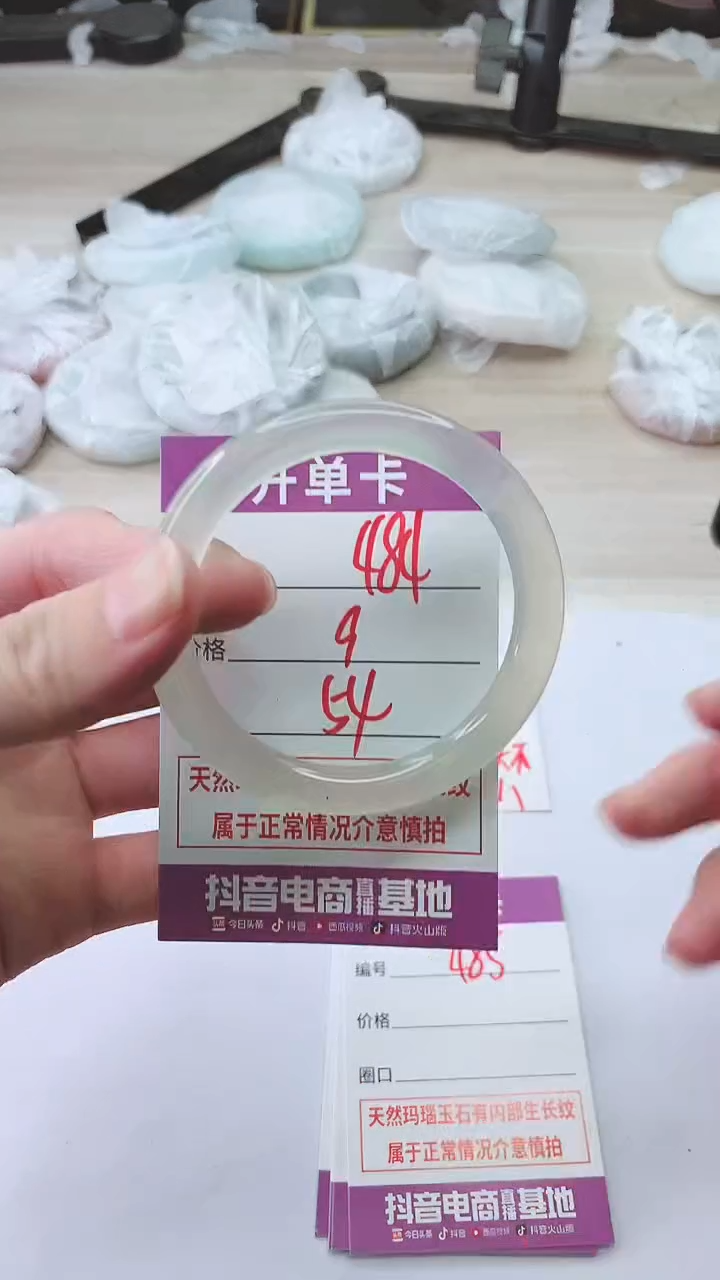 开单卡
484
价格
9
54
天然
纹
属于正常情况介意慎拍
抖音电商直播基地
今日头条 抖音 西瓜视频 抖音火山版
编号 485
价格
圈口
天然玛瑙玉石有内部生长纹
属于正常情况介意慎拍
抖音电商直播基地
今日头条 抖音 西瓜视频 抖音火山版